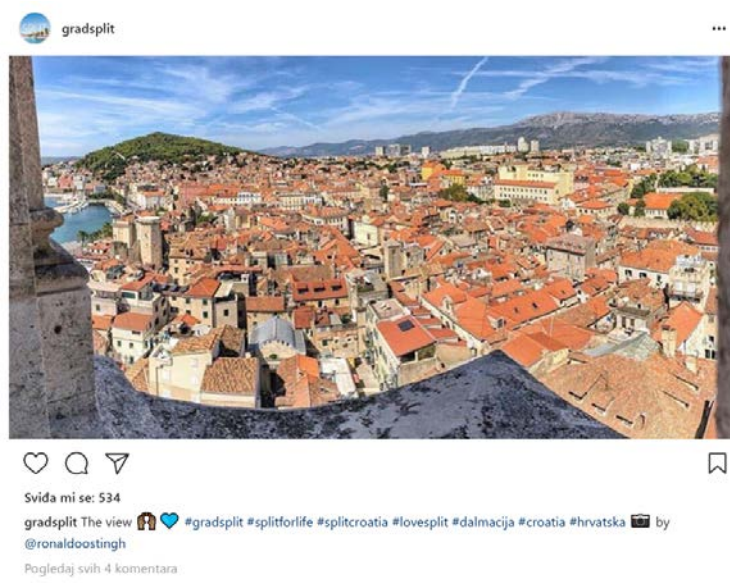 gradsplit
Sviđa mi se: 534
gradsplit The view 🙌🏾💙 #gradsplit #splitforlife #splitcroatia #lovesplit #dalmacija #croatia #hrvatska 📷 by
@ronaldoostingh
Pogledaj svih 4 komentara